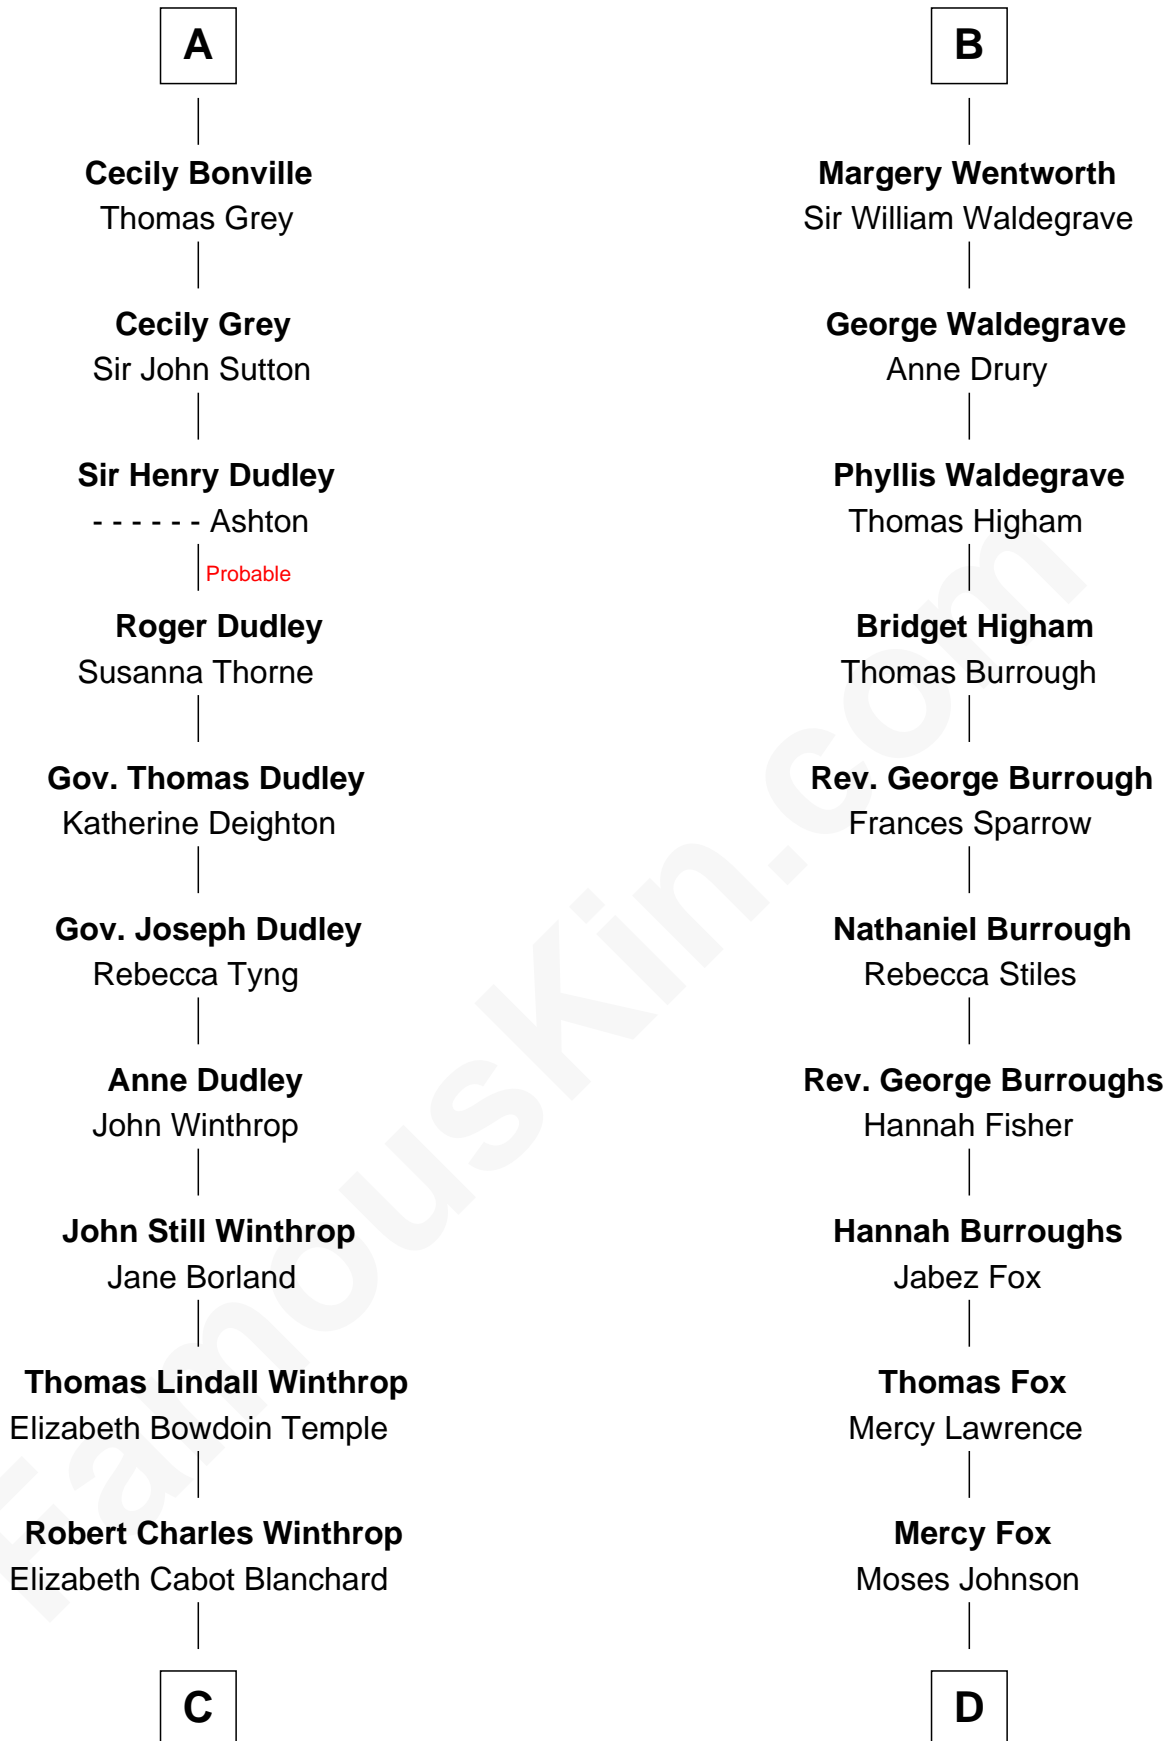 A
Cecily Bonville
Thomas Grey
Cecily Grey
Sir John Sutton
Sir Henry Dudley
- - - - - - Ashton
Probable
Roger Dudley
Susanna Thorne
Gov. Thomas Dudley
Katherine Deighton
Gov. Joseph Dudley
Rebecca Tyng
Anne Dudley
John Winthrop
John Still Winthrop
Jane Borland
Thomas Lindall Winthrop
Elizabeth Bowdoin Temple
Robert Charles Winthrop
Elizabeth Cabot Blanchard
C
B
Margery Wentworth
Sir William Waldegrave
George Waldegrave
Anne Drury
Phyllis Waldegrave
Thomas Higham
Bridget Higham
Thomas Burrough
Rev. George Burrough
Frances Sparrow
Nathaniel Burrough
Rebecca Stiles
Rev. George Burroughs
Hannah Fisher
Hannah Burroughs
Jabez Fox
Thomas Fox
Mercy Lawrence
Mercy Fox
Moses Johnson
D
FamousKin.com